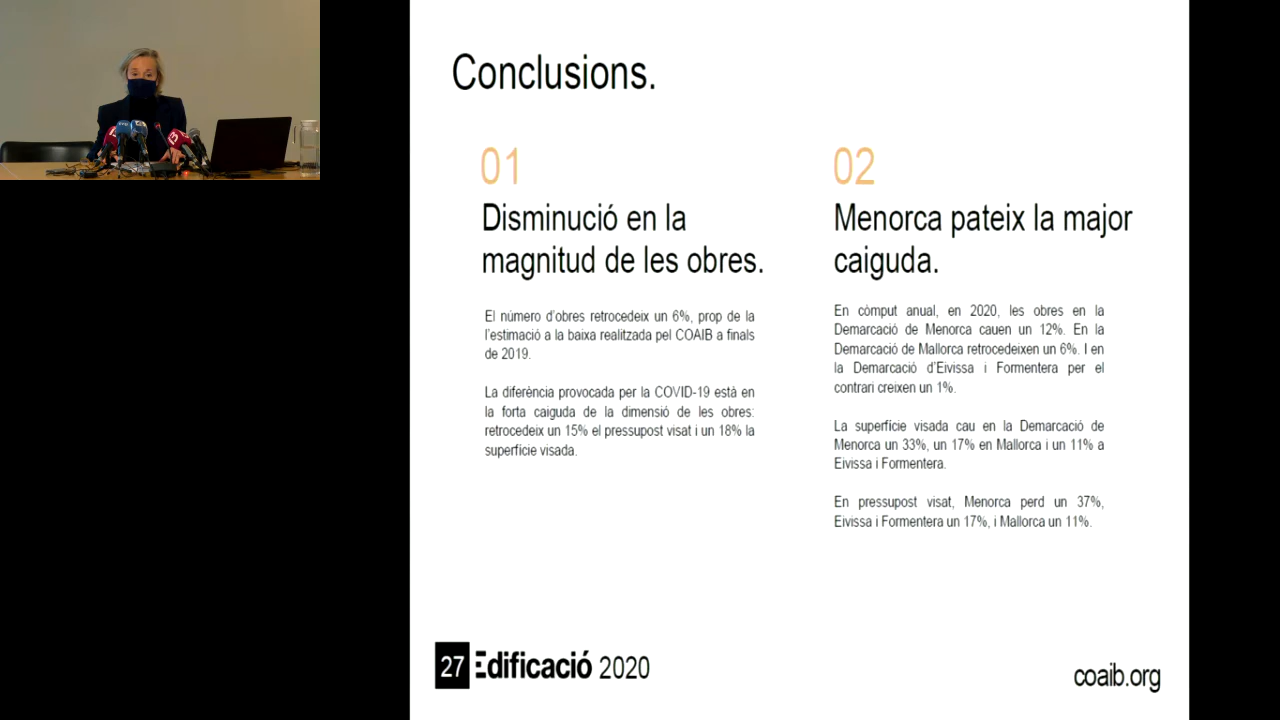 Conclusions.
01
Disminució en la
magnitud de les obres.
El número d'obres retrocedeix un 6%, prop de la
l'estimació a la baixa realitzada pel COAIB a finals
de 2019.
La diferència provocada per la COVID-19 està en
la forta caiguda de la dimensió de les obres:
retrocedeix un 15% el pressupost visat i un 18% la
superfície visada.
02
Menorca pateix la major
caiguda.
En còmput anual, en 2020, les obres en la
Demarcació de Menorca cauen un 12%. En la
Demarcació de Mallorca retrocedeixen un 6%. I en
la Demarcació d'Eivissa i Formentera per el
contrari creixen un 1%.
La superfície visada cau en la Demarcació de
Menorca un 33%, un 17% en Mallorca i un 11% a
Eivissa i Formentera.
En pressupost visat, Menorca perd un 37%,
Eivissa i Formentera un 17%, i Mallorca un 11%.
27 Edificació 2020
coaib.org